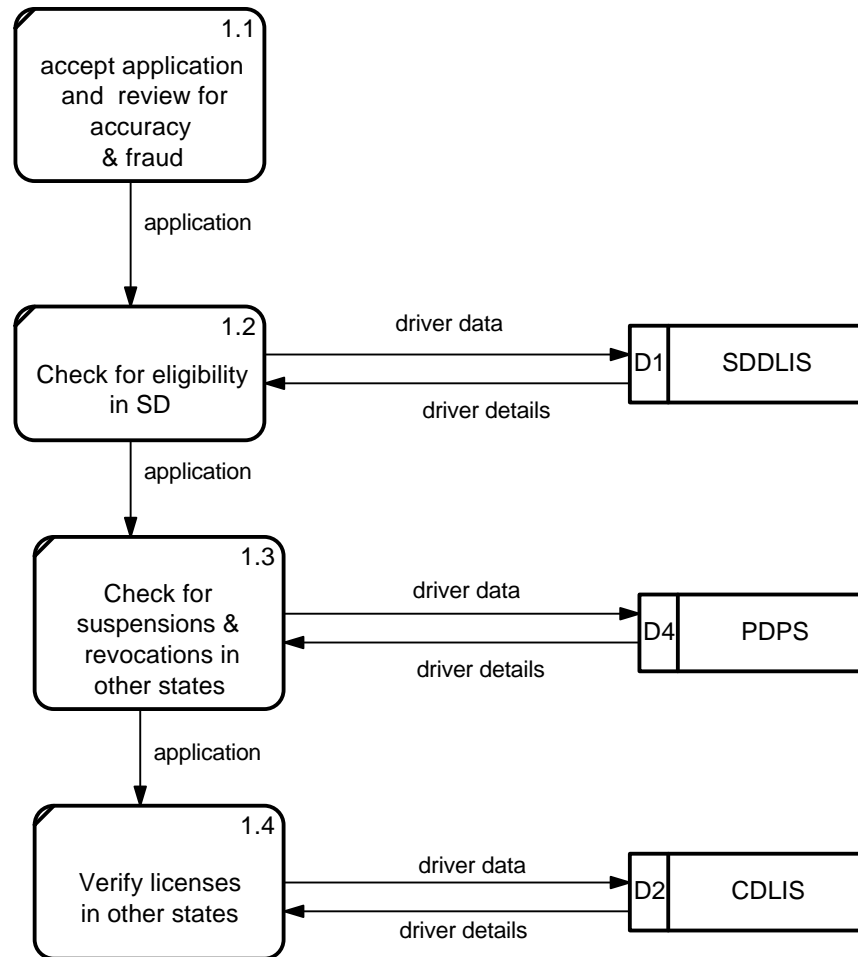 1.1
accept application
and review for
accuracy
& fraud
application
1.2
Check for eligibility
in SD
driver data
driver details
D1
SDDLIS
application
1.3
Check for
suspensions &
revocations in
other states
driver data
driver details
D4
PDPS
application
1.4
Verify licenses
in other states
driver data
driver details
D2
CDLIS